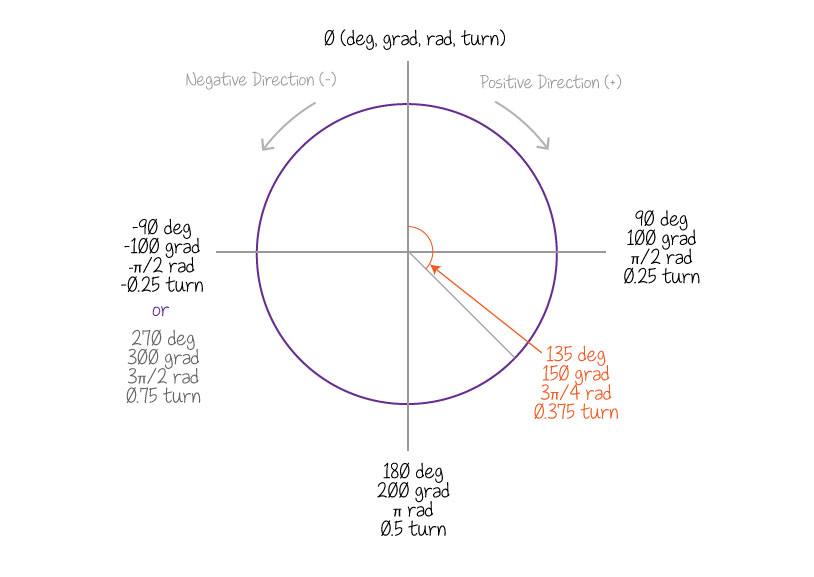 0 (deg, grad, rad, turn)
Negative Direction (-)
Positive Direction (+)
-90 deg
-100 grad
-π/2 rad
-0.25 turn
or
270 deg
300 grad
3π/2 rad
0.75 turn
90 deg
100 grad
π/2 rad
0.25 turn
135 deg
150 grad
3π/4 rad
0.375 turn
180 deg
200 grad
π rad
0.5 turn